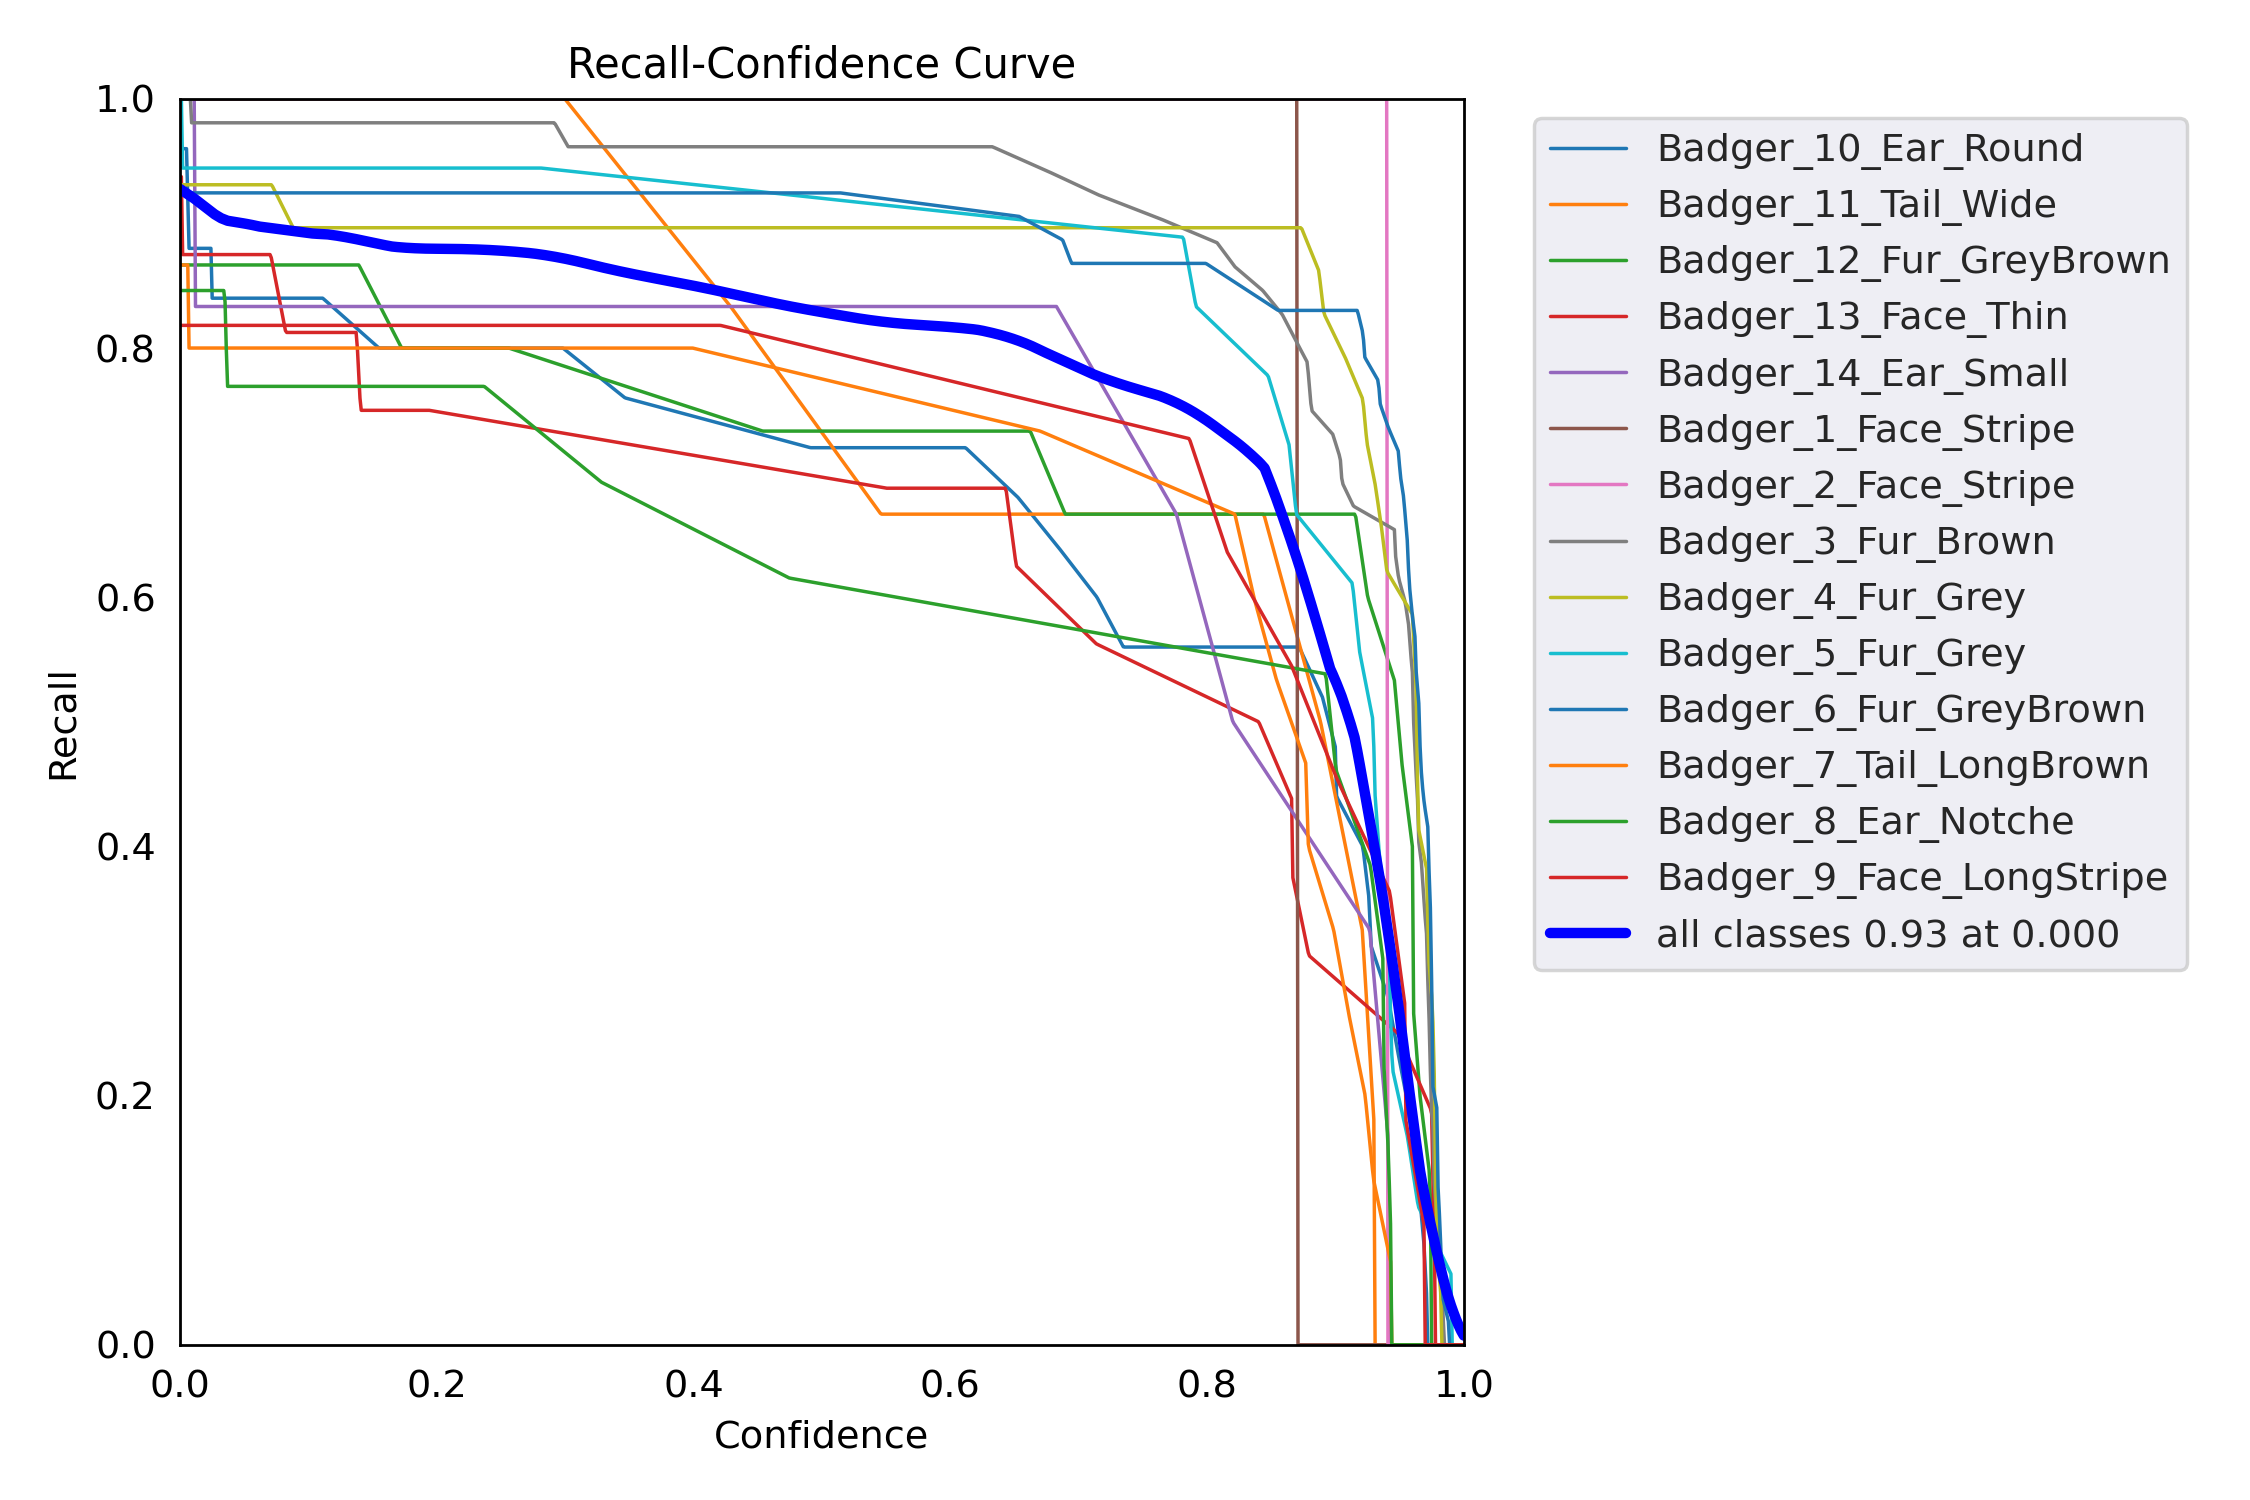 Recall-Confidence Curve
1.0
0.8
0.6
0.4
0.2
0.0
Recall
0.0 0.2 0.4 0.6 0.8 1.0
Confidence
Badger_10_Ear_Round
Badger_11_Tail_Wide
Badger_12_Fur_GreyBrown
Badger_13_Face_Thin
Badger_14_Ear_Small
Badger_1_Face_Stripe
Badger_2_Face_Stripe
Badger_3_Fur_Brown
Badger_4_Fur_Grey
Badger_5_Fur_Grey
Badger_6_Fur_GreyBrown
Badger_7_Tail_LongBrown
Badger_8_Ear_Notche
Badger_9_Face_LongStripe
all classes 0.93 at 0.000